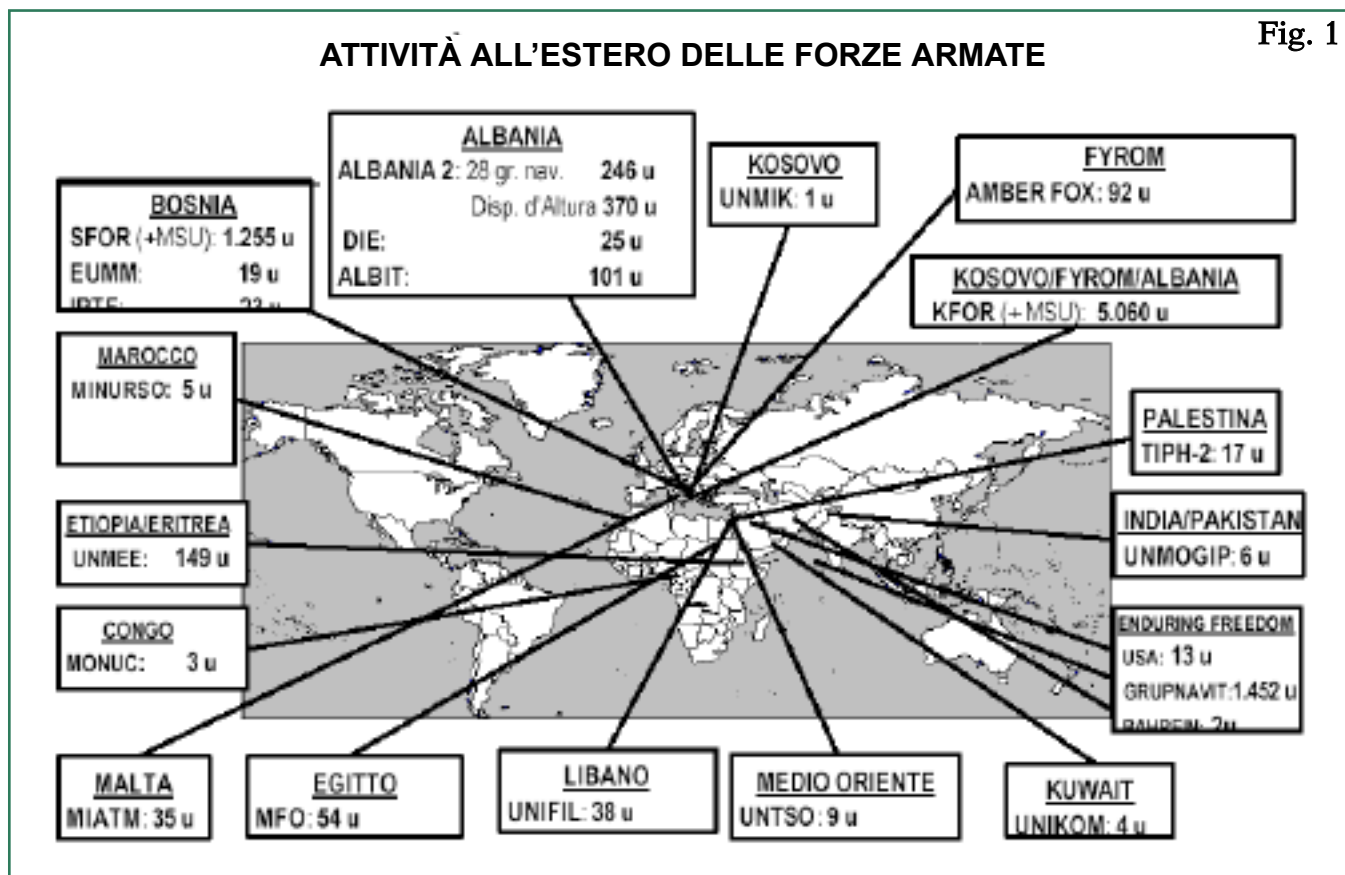 Fig. 1
ATTIVITÀ ALL'ESTERO DELLE FORZE ARMATE
ALBANIA
ALBANIA 2: 28 gr. nav. 246 u
Disp. d'Altura 370 u
DIE: 25 u
ALBIT: 101 u
KOSOVO
UNMIK: 1 u
FYROM
AMBER FOX: 92 u
BOSNIA
SFOR (+MSU): 1.255 u
EUMM: 19 u
KOSOVO/FYROM/ALBANIA
KFOR (+MSU): 5.060 u
MAROCCO
MINURSO: 5 u
PALESTINA
TIPH-2: 17 u
ETIOPIA/ERITREA
UNMEE: 149 u
INDIA/PAKISTAN
UNMOGIP: 6 u
CONGO
MONUC: 3 u
ENDURING FREEDOM
USA: 13 u
GRUPNAVIT:1.452 u
MALTA
MIATM: 35 u
EGITTO
MFO: 54 u
LIBANO
UNIFIL: 38 u
MEDIO ORIENTE
UNTSO: 9 u
KUWAIT
UNIKOM: 4 u